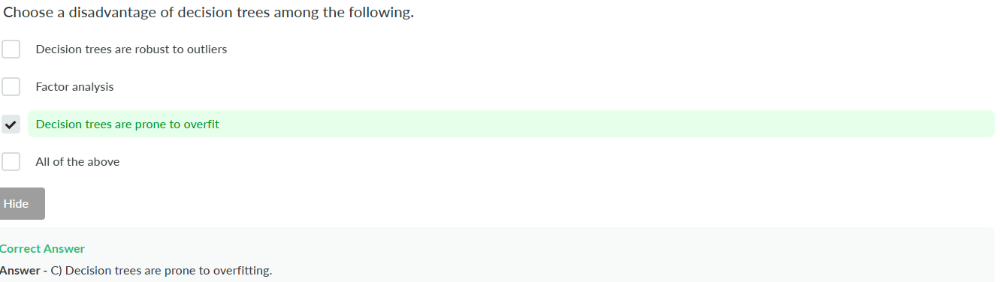 Choose a disadvantage of decision trees among the following.
Decision trees are robust to outliers
Factor analysis
Decision trees are prone to overfit
All of the above
Hide
Correct Answer
Answer - C) Decision trees are prone to overfitting.